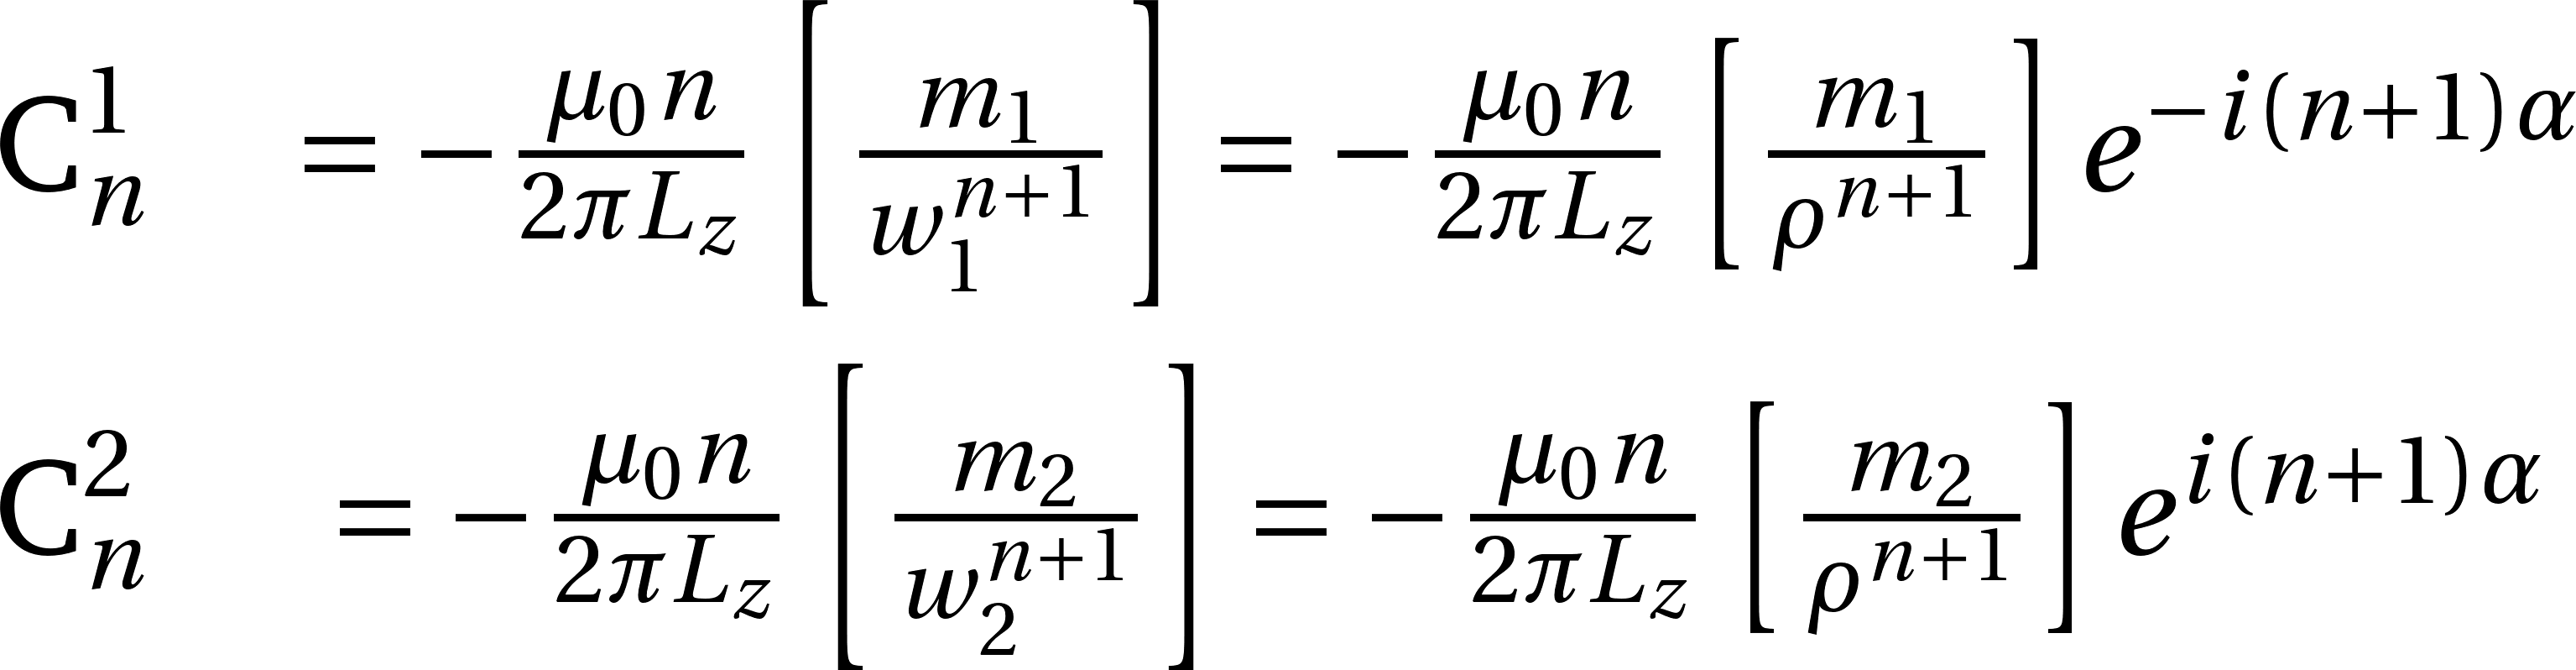 $C_n^1 = -\frac{\mu_0 n}{2\pi L_z} \left[ \frac{m_1}{w_1^{n+1}} \right] = -\frac{\mu_0 n}{2\pi L_z} \left[ \frac{m_1}{\rho^{n+1}} \right] e^{-i(n+1)\alpha}$
$C_n^2 = -\frac{\mu_0 n}{2\pi L_z} \left[ \frac{m_2}{w_2^{n+1}} \right] = -\frac{\mu_0 n}{2\pi L_z} \left[ \frac{m_2}{\rho^{n+1}} \right] e^{i(n+1)\alpha}$